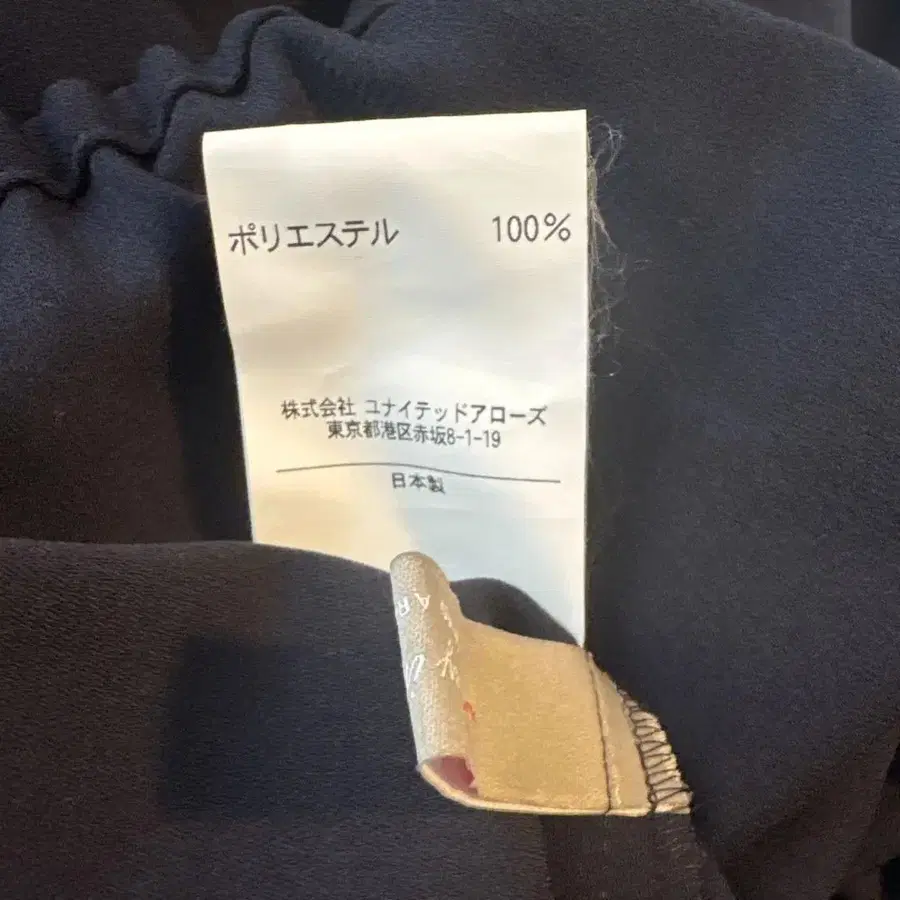 ポリエステル 100%
株式会社 ユナイテッドアローズ
東京都港区赤坂8-1-19
日本製